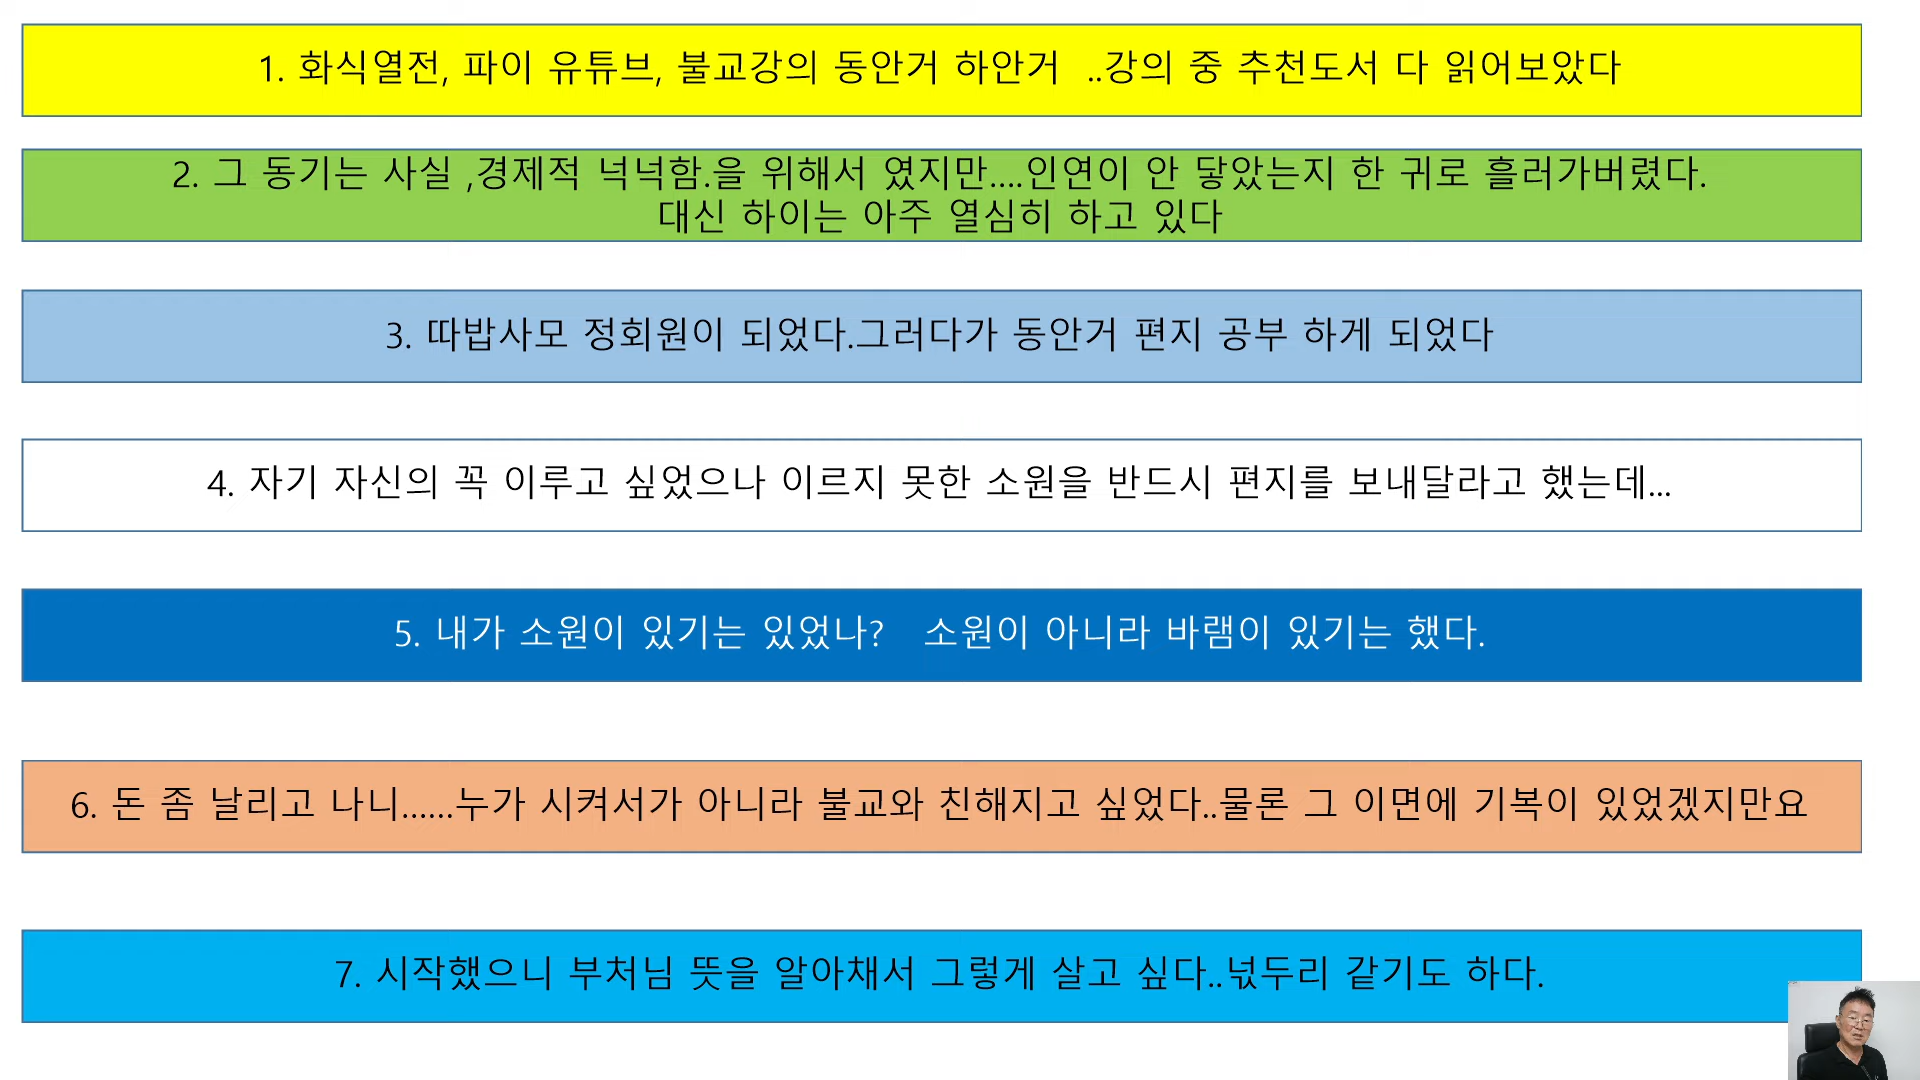 1. 화식열전, 파이 유튜브, 불교강의 동안거 하안거 ..강의 중 추천도서 다 읽어보았다
2. 그 동기는 사실 ,경제적 넉넉함.을 위해서 였지만....인연이 안 닿았는지 한 귀로 흘러가버렸다.
대신 하이는 아주 열심히 하고 있다
3. 따밥사모 정회원이 되었다.그러다가 동안거 편지 공부 하게 되었다
4. 자기 자신의 꼭 이루고 싶었으나 이르지 못한 소원을 반드시 편지를 보내달라고 했는데...
5. 내가 소원이 있기는 있었나? 소원이 아니라 바램이 있기는 했다.
6. 돈 좀 날리고 나니......누가 시켜서가 아니라 불교와 친해지고 싶었다..물론 그 이면에 기복이 있었겠지만요
7. 시작했으니 부처님 뜻을 알아채서 그렇게 살고 싶다..넋두리 같기도 하다.